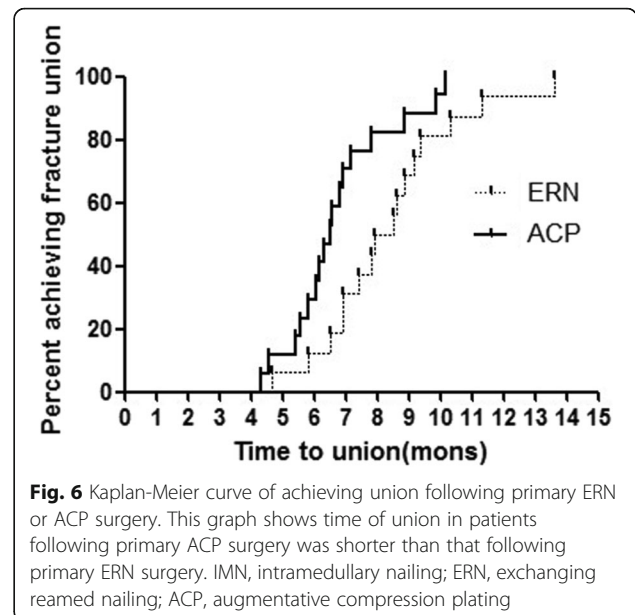 Percent achieving fracture union
100
80
60
40
20
0
ERN
ACP
0 1 2 3 4 5 6 7 8 9 10 11 12 13 14 15
Time to union(mons)
Fig. 6 Kaplan-Meier curve of achieving union following primary ERN
or ACP surgery. This graph shows time of union in patients
following primary ACP surgery was shorter than that following
primary ERN surgery. IMN, intramedullary nailing; ERN, exchanging
reamed nailing; ACP, augmentative compression plating